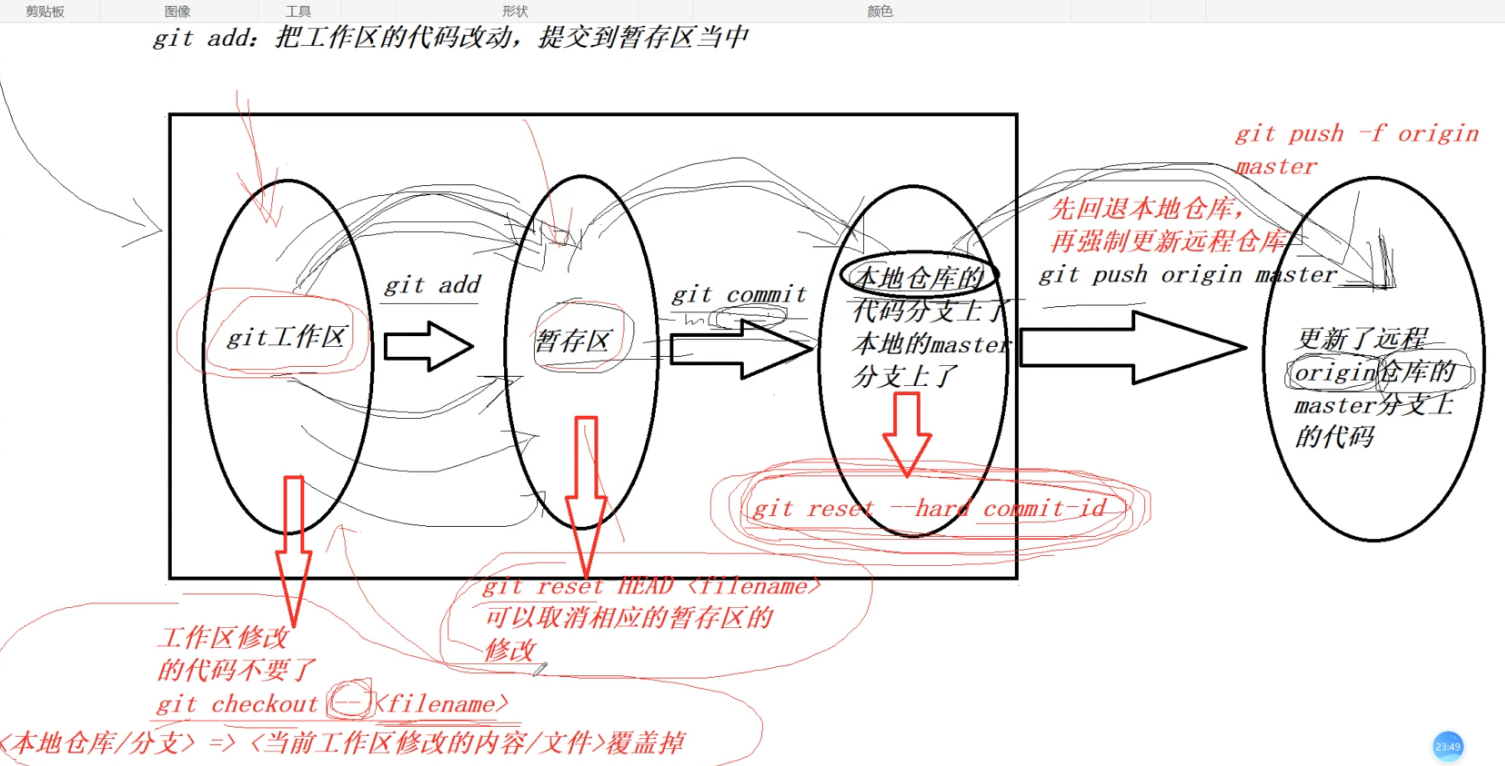 剪贴板 图像 工具 形状 颜色
git add：把工作区的代码改动，提交到暂存区当中
git push -f origin
master
先回退本地仓库，
再强制更新远程仓库
git push origin master
git add
git commit
git工作区
暂存区
本地仓库的
代码分支上了
本地的master
分支上了
更新了远程
origin仓库的
master分支上
的代码
git reset --hard commit-id
git reset HEAD <filename>
可以取消相应的暂存区的
修改
工作区修改
的代码不要了
git checkout -- <filename>
<本地仓库/分支> => <当前工作区修改的内容/文件>覆盖掉
23:49